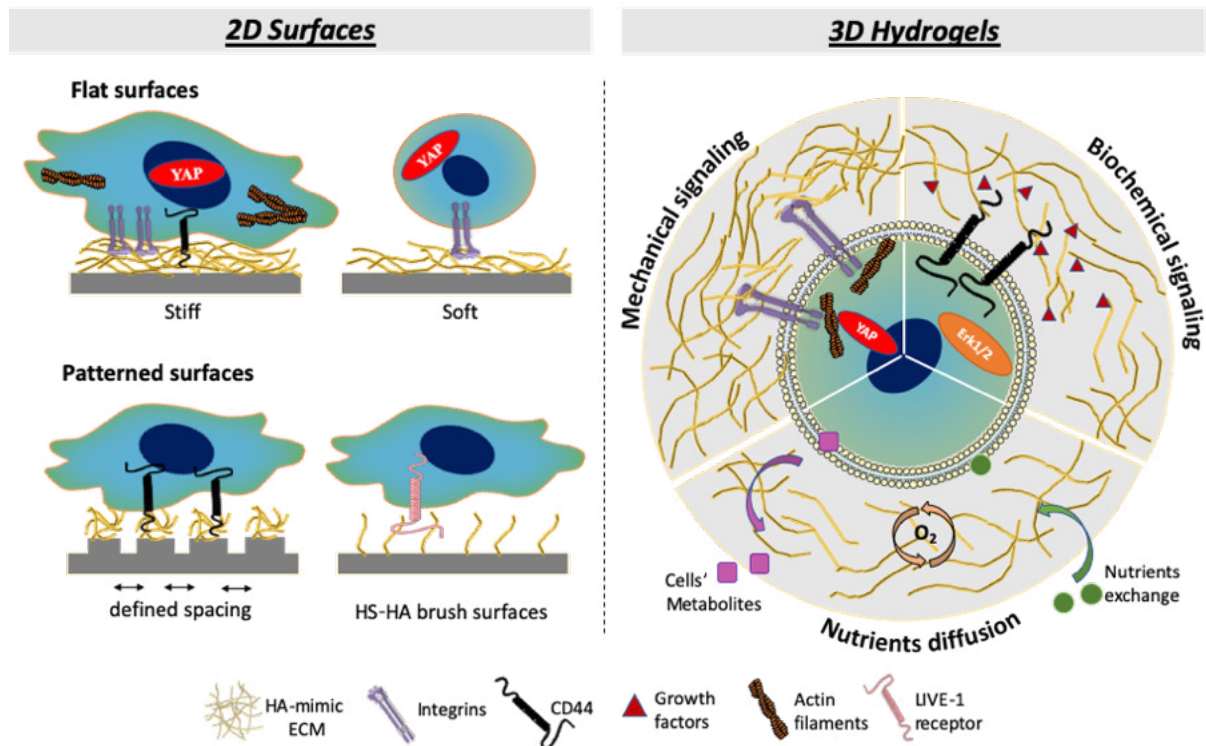 2D Surfaces
Flat surfaces
YAP
YAP
Stiff
Soft
Patterned surfaces
defined spacing
HS-HA brush surfaces
3D Hydrogels
Mechanical signaling
Biochemical signaling
YAP
Erk1/2
O2
Cells'
Metabolites
Nutrients
exchange
Nutrients diffusion
HA-mimic
ECM
Integrins
CD44
Growth
factors
Actin
filaments
LIVE-1
receptor